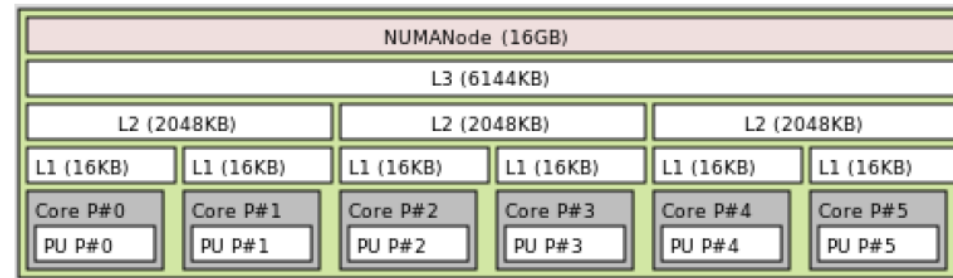 NUMANode (16GB)
L3 (6144KB)
L2 (2048KB) L2 (2048KB) L2 (2048KB)
L1 (16KB) L1 (16KB) L1 (16KB) L1 (16KB) L1 (16KB) L1 (16KB)
Core P#0 Core P#1 Core P#2 Core P#3 Core P#4 Core P#5
PU P#0 PU P#1 PU P#2 PU P#3 PU P#4 PU P#5